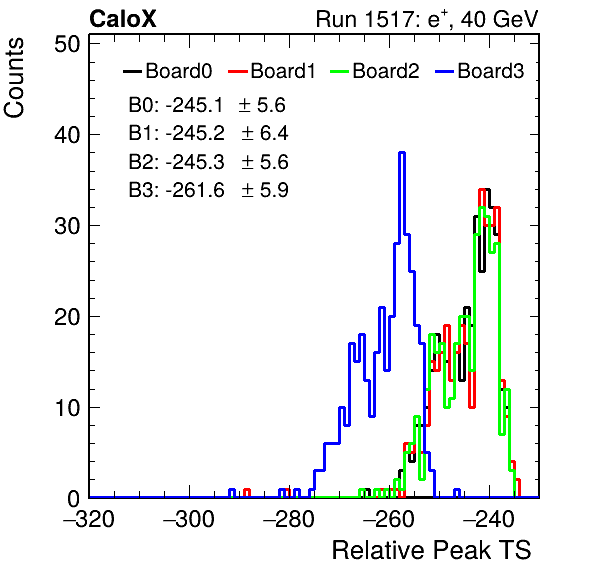 CaloX Run 1517: e⁺, 40 GeV
Counts
Board0 Board1 Board2 Board3
B0: -245.1 ± 5.6
B1: -245.2 ± 6.4
B2: -245.3 ± 5.6
B3: -261.6 ± 5.9
50
40
30
20
10
0
−320 −300 −280 −260 −240
Relative Peak TS